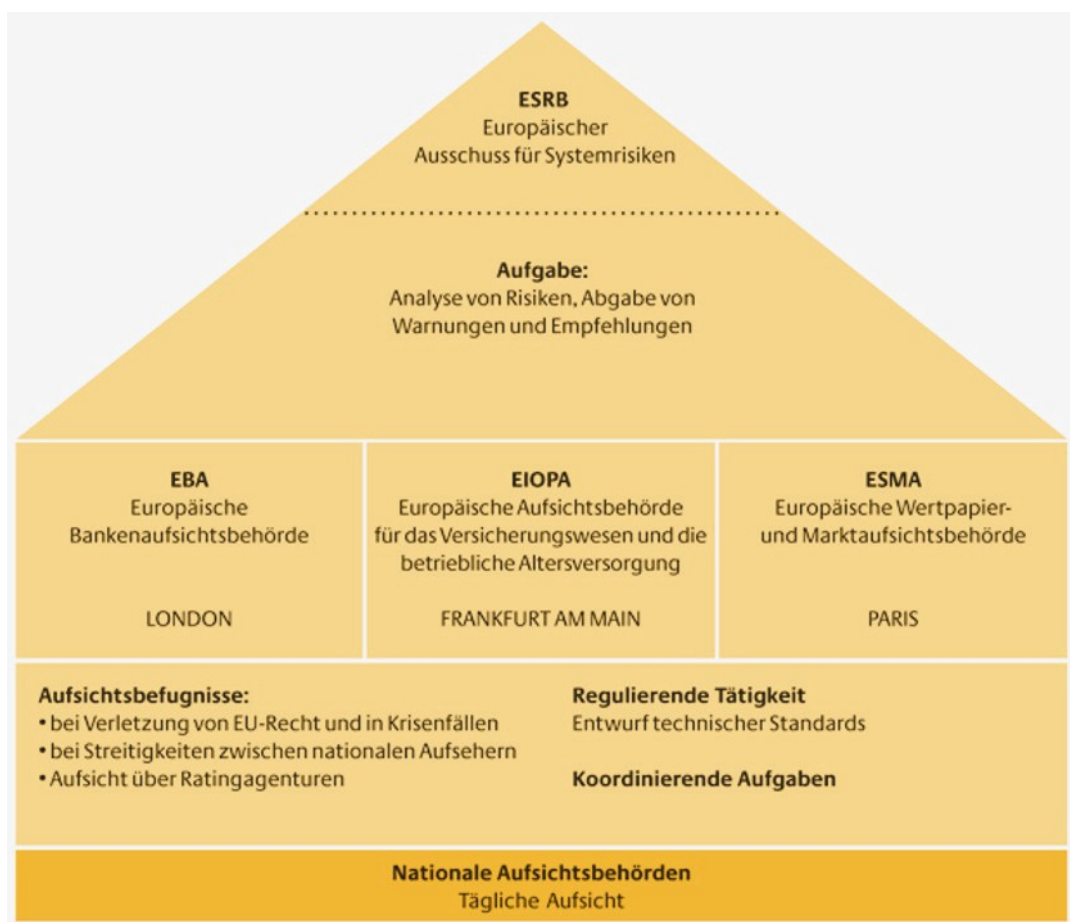 ESRB
Europäischer
Ausschuss für Systemrisiken
Aufgabe:
Analyse von Risiken, Abgabe von
Warnungen und Empfehlungen
EBA
Europäische
Bankenaufsichtsbehörde
LONDON
EIOPA
Europäische Aufsichtsbehörde
für das Versicherungswesen und die
betriebliche Altersversorgung
FRANKFURT AM MAIN
ESMA
Europäische Wertpapier-
und Marktaufsichtsbehörde
PARIS
Aufsichtsbefugnisse:
• bei Verletzung von EU-Recht und in Krisenfällen
• bei Streitigkeiten zwischen nationalen Aufsehern
• Aufsicht über Ratingagenturen
Regulierende Tätigkeit
Entwurf technischer Standards
Koordinierende Aufgaben
Nationale Aufsichtsbehörden
Tägliche Aufsicht